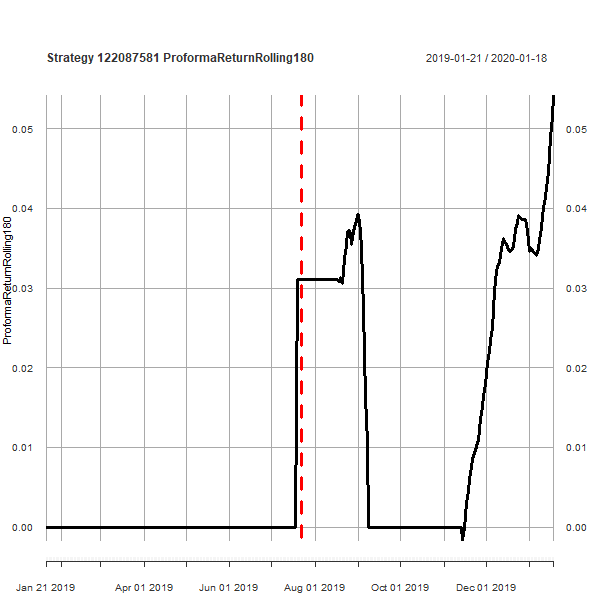 Strategy 122087581 ProformaReturnRolling180
2019-01-21 / 2020-01-18
0.05
0.05
0.04
0.04
0.03
0.03
0.02
0.02
0.01
0.01
0.00
0.00
ProformaReturnRolling180
Jan 21 2019
Apr 01 2019
Jun 01 2019
Aug 01 2019
Oct 01 2019
Dec 01 2019